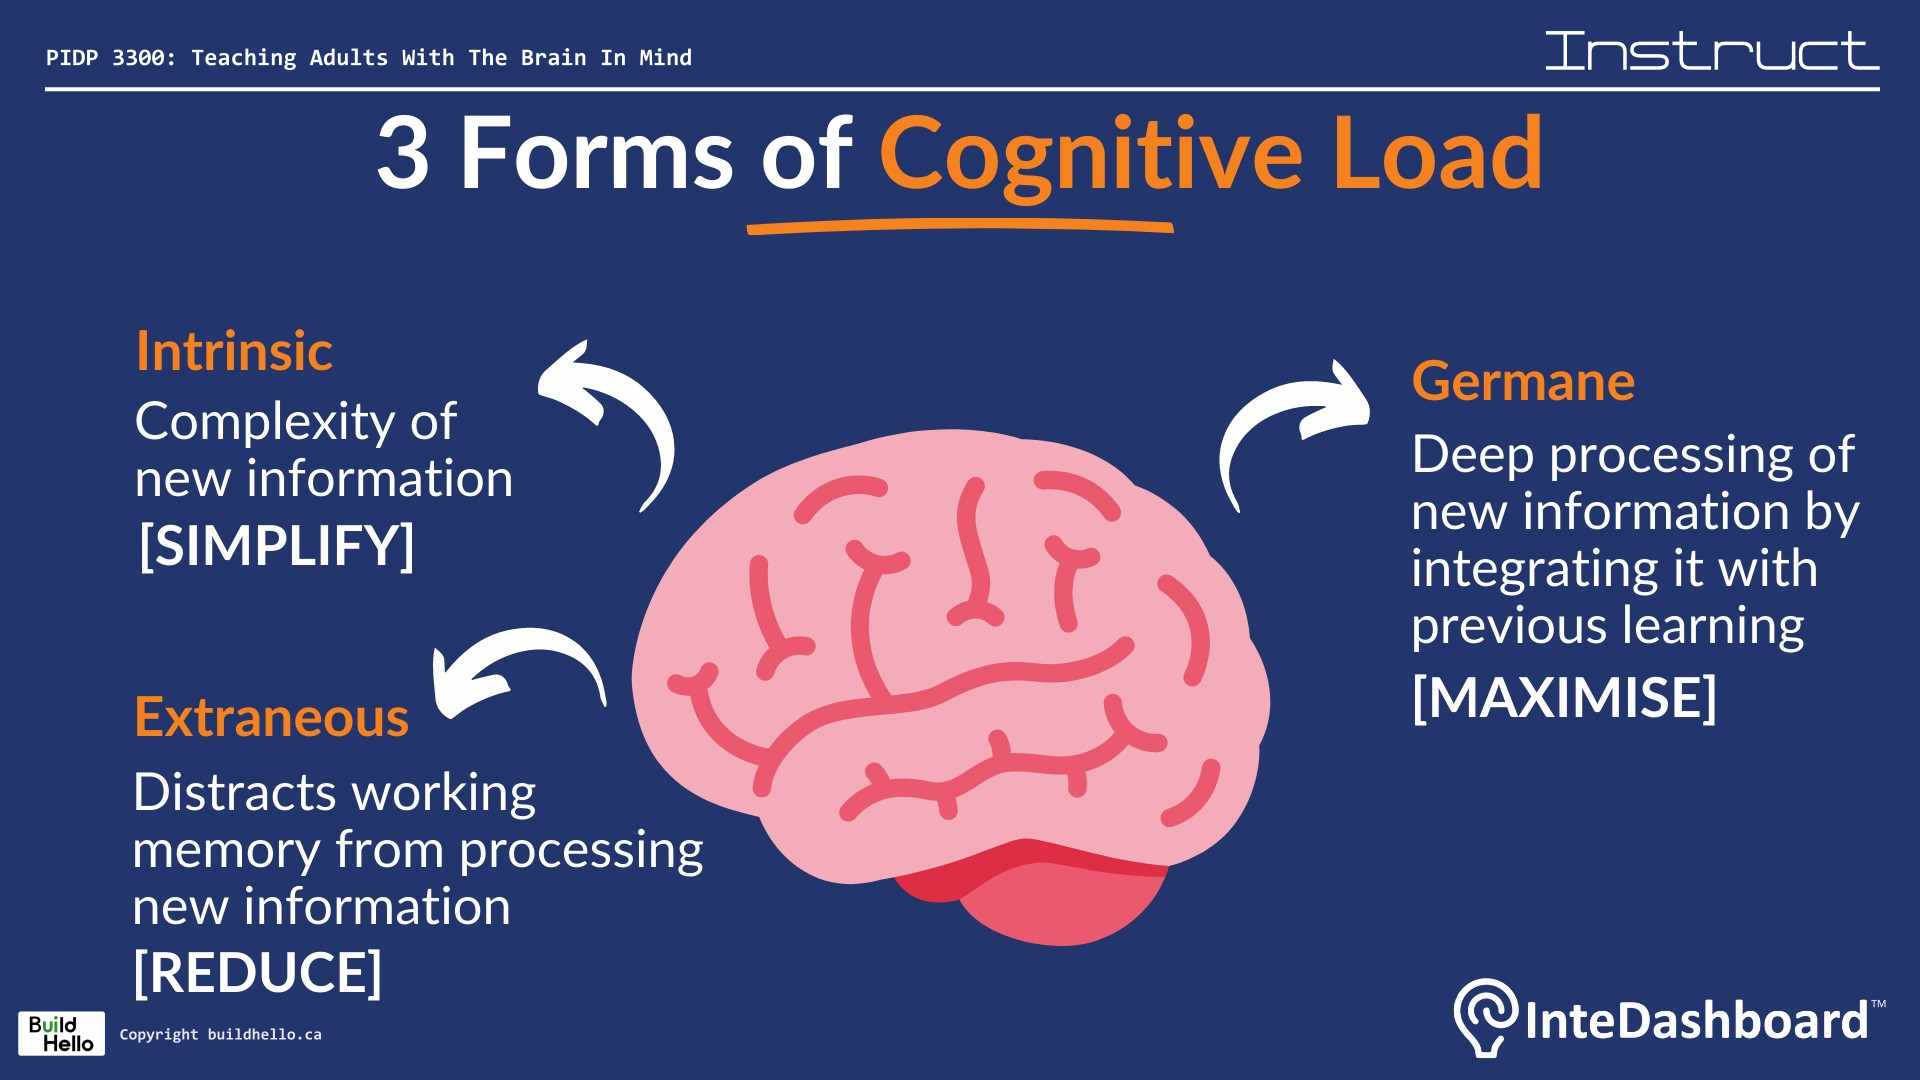 PIDP 3300: Teaching Adults With The Brain In Mind
Instruct
3 Forms of Cognitive Load
Intrinsic
Complexity of
new information
[SIMPLIFY]
Extraneous
Distracts working
memory from processing
new information
[REDUCE]
Germane
Deep processing of
new information by
integrating it with
previous learning
[MAXIMISE]
Build
Hello
Copyright buildhello.ca
InteDashboard™